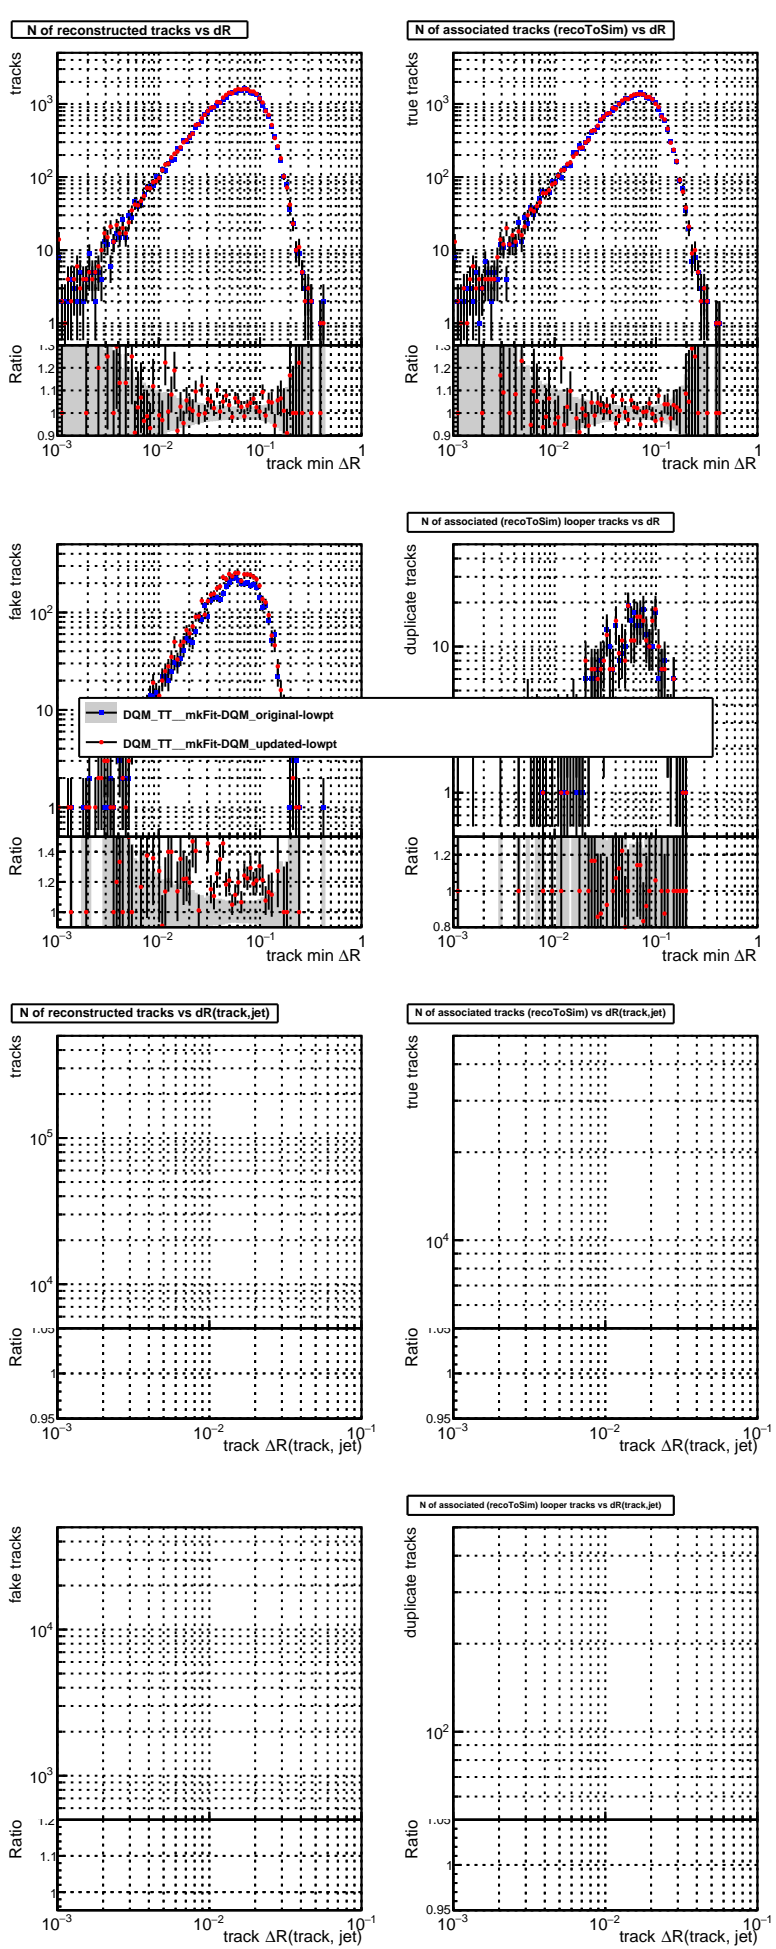 N of reconstructed tracks vs dR
tracks
10³
10²
10
1
Ratio
1.3
1.2
1.1
1
0.9
10⁻³
10⁻²
10⁻¹
1
track min ΔR
N of associated tracks (recoToSim) vs dR
true tracks
10³
10²
10
1
Ratio
1.3
1.2
1.1
1
0.9
10⁻³
10⁻²
10⁻¹
1
track min ΔR
fake tracks
10²
10
1
Ratio
1.4
1.2
1
10⁻³
10⁻²
10⁻¹
1
track min ΔR
N of associated (recoToSim) looper tracks vs dR
duplicate tracks
10
1
Ratio
1.2
1
0.8
10⁻³
10⁻²
10⁻¹
1
track min ΔR
DQM_TT__mkFit-DQM_original-lowpt
DQM_TT__mkFit-DQM_updated-lowpt
N of reconstructed tracks vs dR(track,jet)
tracks
10⁵
10⁴
Ratio
1.05
1
0.95
10⁻³
10⁻²
10⁻¹
track ΔR(track, jet)
N of associated tracks (recoToSim) vs dR(track,jet)
true tracks
10⁴
Ratio
1.05
1
0.95
10⁻³
10⁻²
10⁻¹
track ΔR(track, jet)
fake tracks
10⁴
10³
Ratio
1.2
1.1
1
10⁻³
10⁻²
10⁻¹
track ΔR(track, jet)
N of associated (recoToSim) looper tracks vs dR(track,jet)
duplicate tracks
10²
Ratio
1.05
1
0.95
10⁻³
10⁻²
10⁻¹
track ΔR(track, jet)